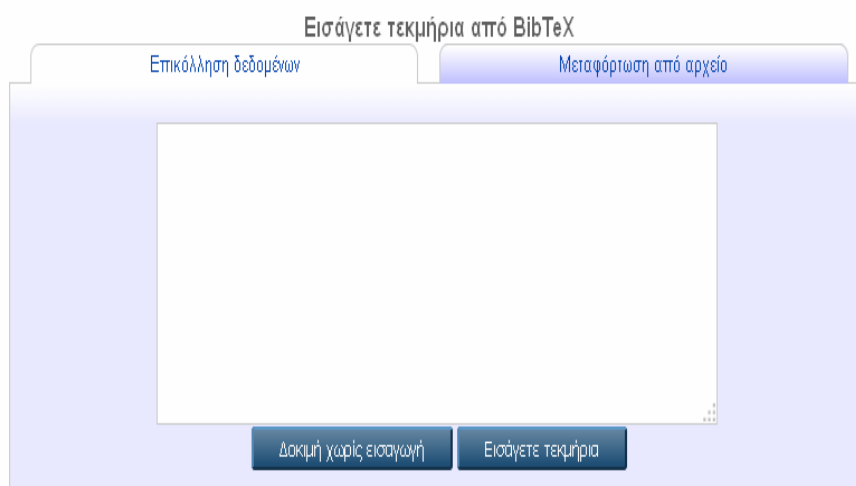 Εισάγετε τεκμήρια από BibTeX
Επικόλληση δεδομένων
Μεταφόρτωση από αρχείο
Δοκιμή χωρίς εισαγωγή
Εισάγετε τεκμήρια